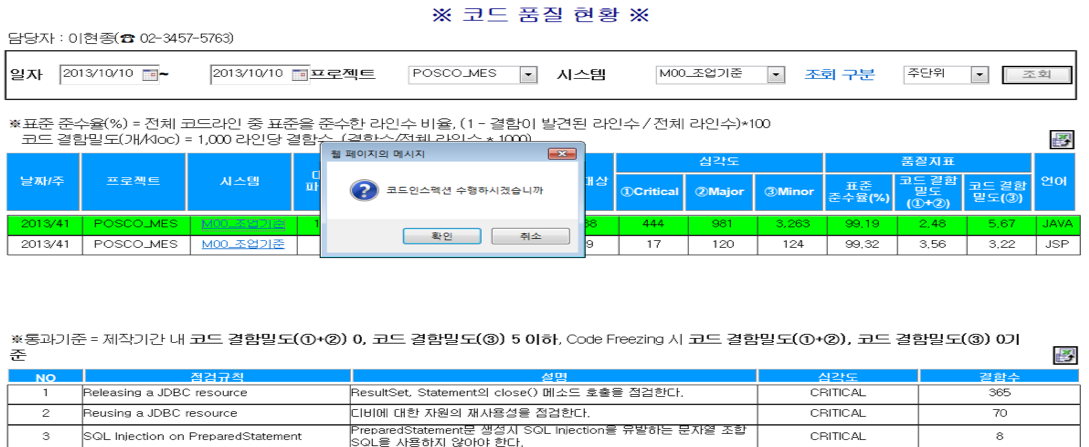 ※ 코드 품질 현황 ※
담당자 : 이현종(☎ 02-3457-5763)
일자 2013/10/10 ~ 2013/10/10 프로젝트 POSCO_MES 시스템 M00_조업기준 조회 구분 주단위 조회
※표준 준수율(%) = 전체 코드라인 중 표준을 준수한 라인수 비율, (1 - 결함이 발견된 라인수 / 전체 라인수)*100
코드 결함밀도(개/Kloc) = 1,000 라인당 결함수, (결함수/전체 라인수 * 1000)
웹 페이지의 메시지
코드인스펙션 수행하시겠습니까
확인 취소
날짜/주 프로젝트 시스템 대상 심각도 품질지표 언어
①Critical ②Major ③Minor 표준 준수율(%) 코드 결함 밀도 (①+②) 코드 결함 밀도(③)
2013/41 POSCO_MES M00_조업기준 444 981 3,263 99,19 2,48 5,67 JAVA
2013/41 POSCO_MES M00_조업기준 17 120 124 99,32 3,56 3,22 JSP
※통과기준 = 제작기간 내 코드 결함밀도(①+②) 0, 코드 결함밀도(③) 5 이하, Code Freezing 시 코드 결함밀도(①+②), 코드 결함밀도(③) 0기
준
NO 점검규칙 설명 심각도 결함수
1 Releasing a JDBC resource ResultSet, Statement의 close() 메소드 호출을 점검한다. CRITICAL 365
2 Reusing a JDBC resource 디비에 대한 자원의 재사용성을 점검한다. CRITICAL 70
3 SQL Injection on PreparedStatement PreparedStatement문 생성시 SQL Injection을 유발하는 문자열 조합 CRITICAL 8
SQL을 사용하지 않아야 한다.